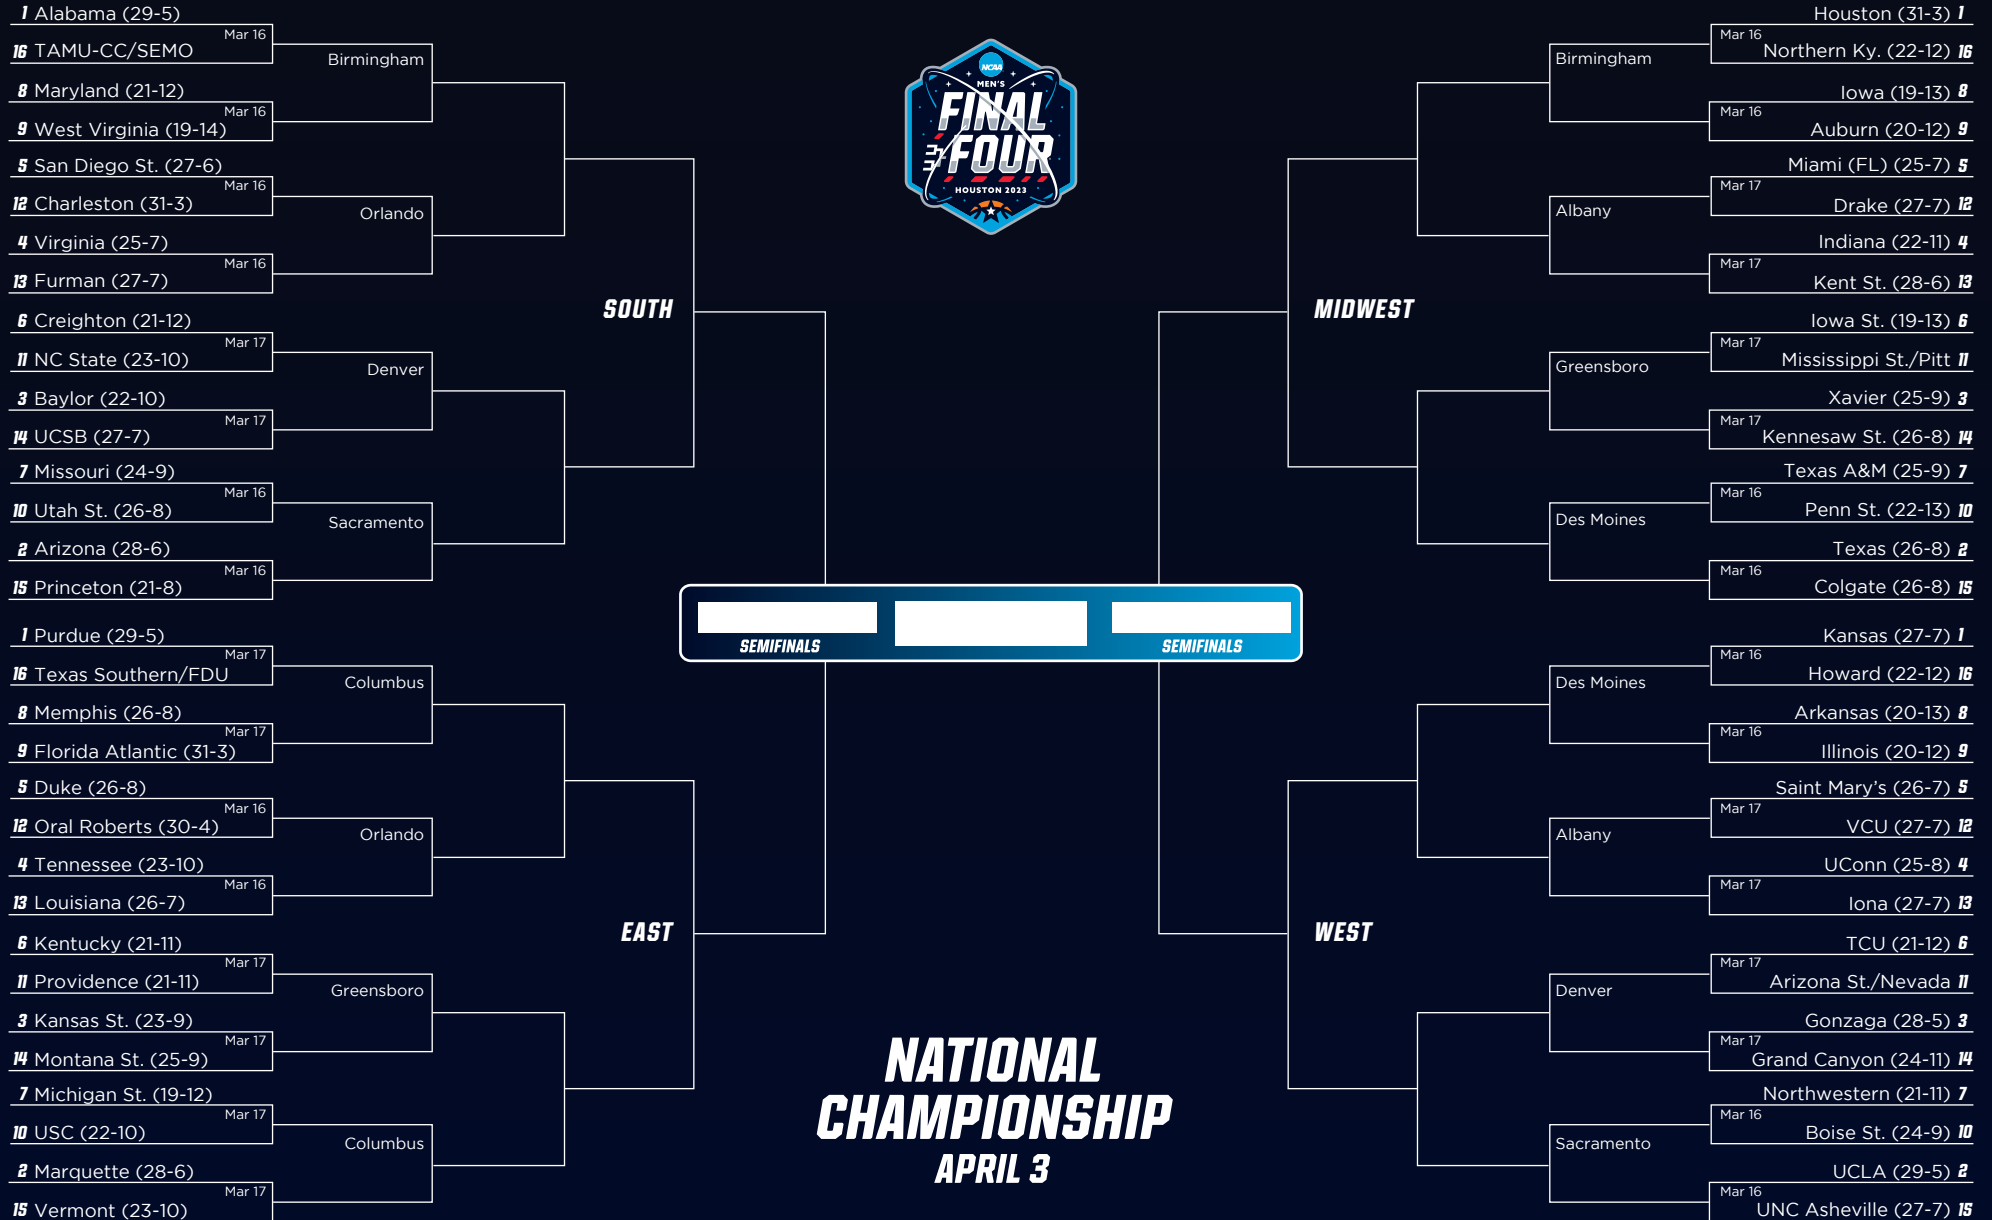 1 Alabama (29-5)
Mar 16
16 TAMU-CC/SEMO
Birmingham
8 Maryland (21-12)
Mar 16
9 West Virginia (19-14)
5 San Diego St. (27-6)
Mar 16
12 Charleston (31-3)
Orlando
4 Virginia (25-7)
Mar 16
13 Furman (27-7)
SOUTH
6 Creighton (21-12)
Mar 17
11 NC State (23-10)
Denver
3 Baylor (22-10)
Mar 17
14 UCSB (27-7)
7 Missouri (24-9)
Mar 16
10 Utah St. (26-8)
Sacramento
2 Arizona (28-6)
Mar 16
15 Princeton (21-8)
1 Purdue (29-5)
Mar 17
16 Texas Southern/FDU
Columbus
8 Memphis (26-8)
Mar 17
9 Florida Atlantic (31-3)
5 Duke (26-8)
Mar 16
12 Oral Roberts (30-4)
Orlando
4 Tennessee (23-10)
Mar 16
13 Louisiana (26-7)
EAST
6 Kentucky (21-11)
Mar 17
11 Providence (21-11)
Greensboro
3 Kansas St. (23-9)
Mar 17
14 Montana St. (25-9)
7 Michigan St. (19-12)
Mar 17
10 USC (22-10)
Columbus
2 Marquette (28-6)
Mar 17
15 Vermont (23-10)
NCAA
MEN'S
FINAL
FOUR
HOUSTON 2023
SEMIFINALS
SEMIFINALS
NATIONAL
CHAMPIONSHIP
APRIL 3
Houston (31-3) 1
Mar 16
Northern Ky. (22-12) 16
Birmingham
Iowa (19-13) 8
Mar 16
Auburn (20-12) 9
Miami (FL) (25-7) 5
Mar 17
Drake (27-7) 12
Albany
Indiana (22-11) 4
Mar 17
Kent St. (28-6) 13
MIDWEST
Iowa St. (19-13) 6
Mar 17
Mississippi St./Pitt 11
Greensboro
Xavier (25-9) 3
Mar 17
Kennesaw St. (26-8) 14
Texas A&M (25-9) 7
Mar 16
Penn St. (22-13) 10
Des Moines
Texas (26-8) 2
Mar 16
Colgate (26-8) 15
Kansas (27-7) 1
Mar 16
Howard (22-12) 16
Des Moines
Arkansas (20-13) 8
Mar 16
Illinois (20-12) 9
Saint Mary's (26-7) 5
Mar 17
VCU (27-7) 12
Albany
UConn (25-8) 4
Mar 17
Iona (27-7) 13
WEST
TCU (21-12) 6
Mar 17
Arizona St./Nevada 11
Denver
Gonzaga (28-5) 3
Mar 17
Grand Canyon (24-11) 14
Northwestern (21-11) 7
Mar 16
Boise St. (24-9) 10
Sacramento
UCLA (29-5) 2
Mar 16
UNC Asheville (27-7) 15